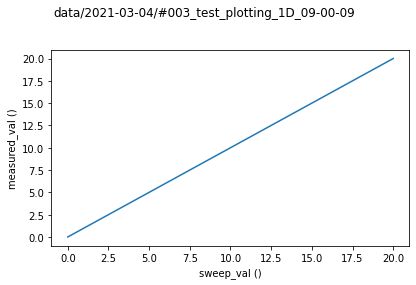 data/2021-03-04/#003_test_plotting_1D_09-00-09
20.0
17.5
15.0
12.5
10.0
7.5
5.0
2.5
0.0
measured_val ()
0.0 2.5 5.0 7.5 10.0 12.5 15.0 17.5 20.0
sweep_val ()